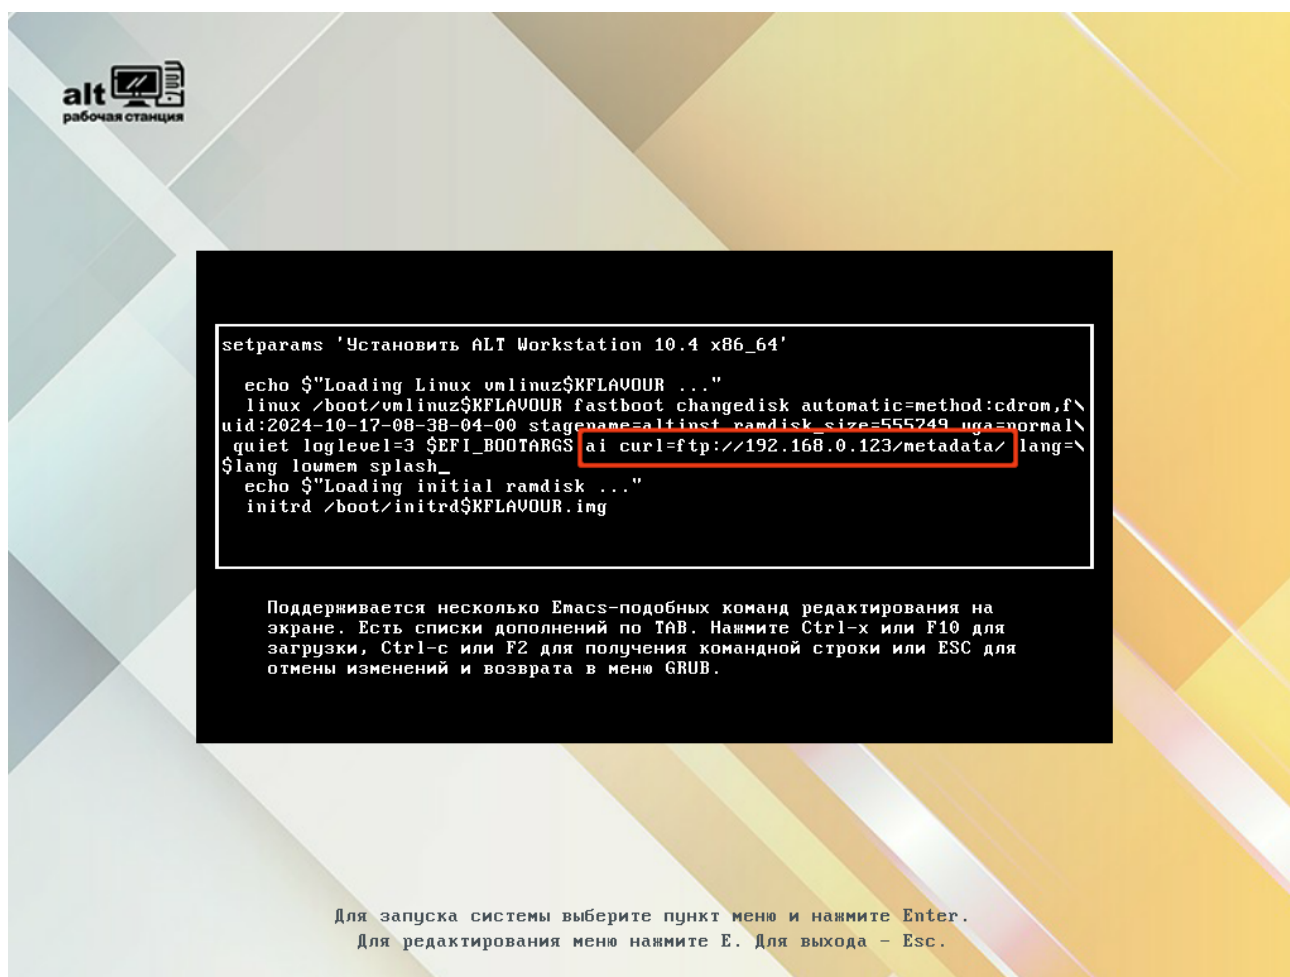 alt
рабочая станция
setparams 'Установить ALT Workstation 10.4 x86_64'
echo $"Loading Linux vmlinuz$KFLAVOUR ..."
linux /boot/vmlinuz$KFLAVOUR fastboot changedisk automatic=method:cdrom,f\
uid:2024-10-17-08-38-04-00 stagename=altinst ramdisk_size=555749 vga=normal\
quiet loglevel=3 $EFI_BOOTARGS ai curl=ftp://192.168.0.123/metadata/ lang=\
$lang lowmem splash_
echo $"Loading initial ramdisk ..."
initrd /boot/initrd$KFLAVOUR.img
Поддерживается несколько Emacs-подобных команд редактирования на
экране. Есть списки дополнений по TAB. Нажмите Ctrl-x или F10 для
загрузки, Ctrl-c или F2 для получения командной строки или ESC для
отмены изменений и возврата в меню GRUB.
Для запуска системы выберите пункт меню и нажмите Enter.
Для редактирования меню нажмите E. Для выхода - Esc.